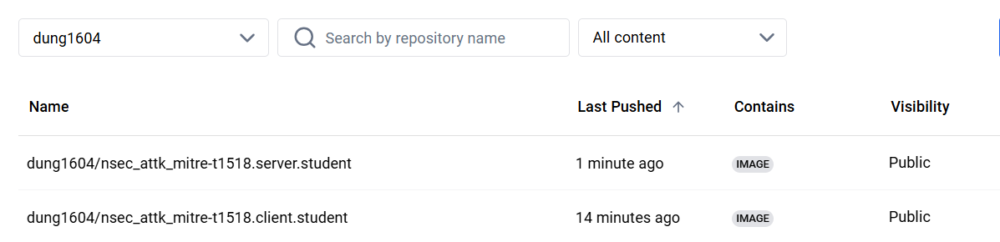 dung1604 Search by repository name All content
Name Last Pushed Contains Visibility
dung1604/nsec_attk_mitre-t1518.server.student 1 minute ago IMAGE Public
dung1604/nsec_attk_mitre-t1518.client.student 14 minutes ago IMAGE Public